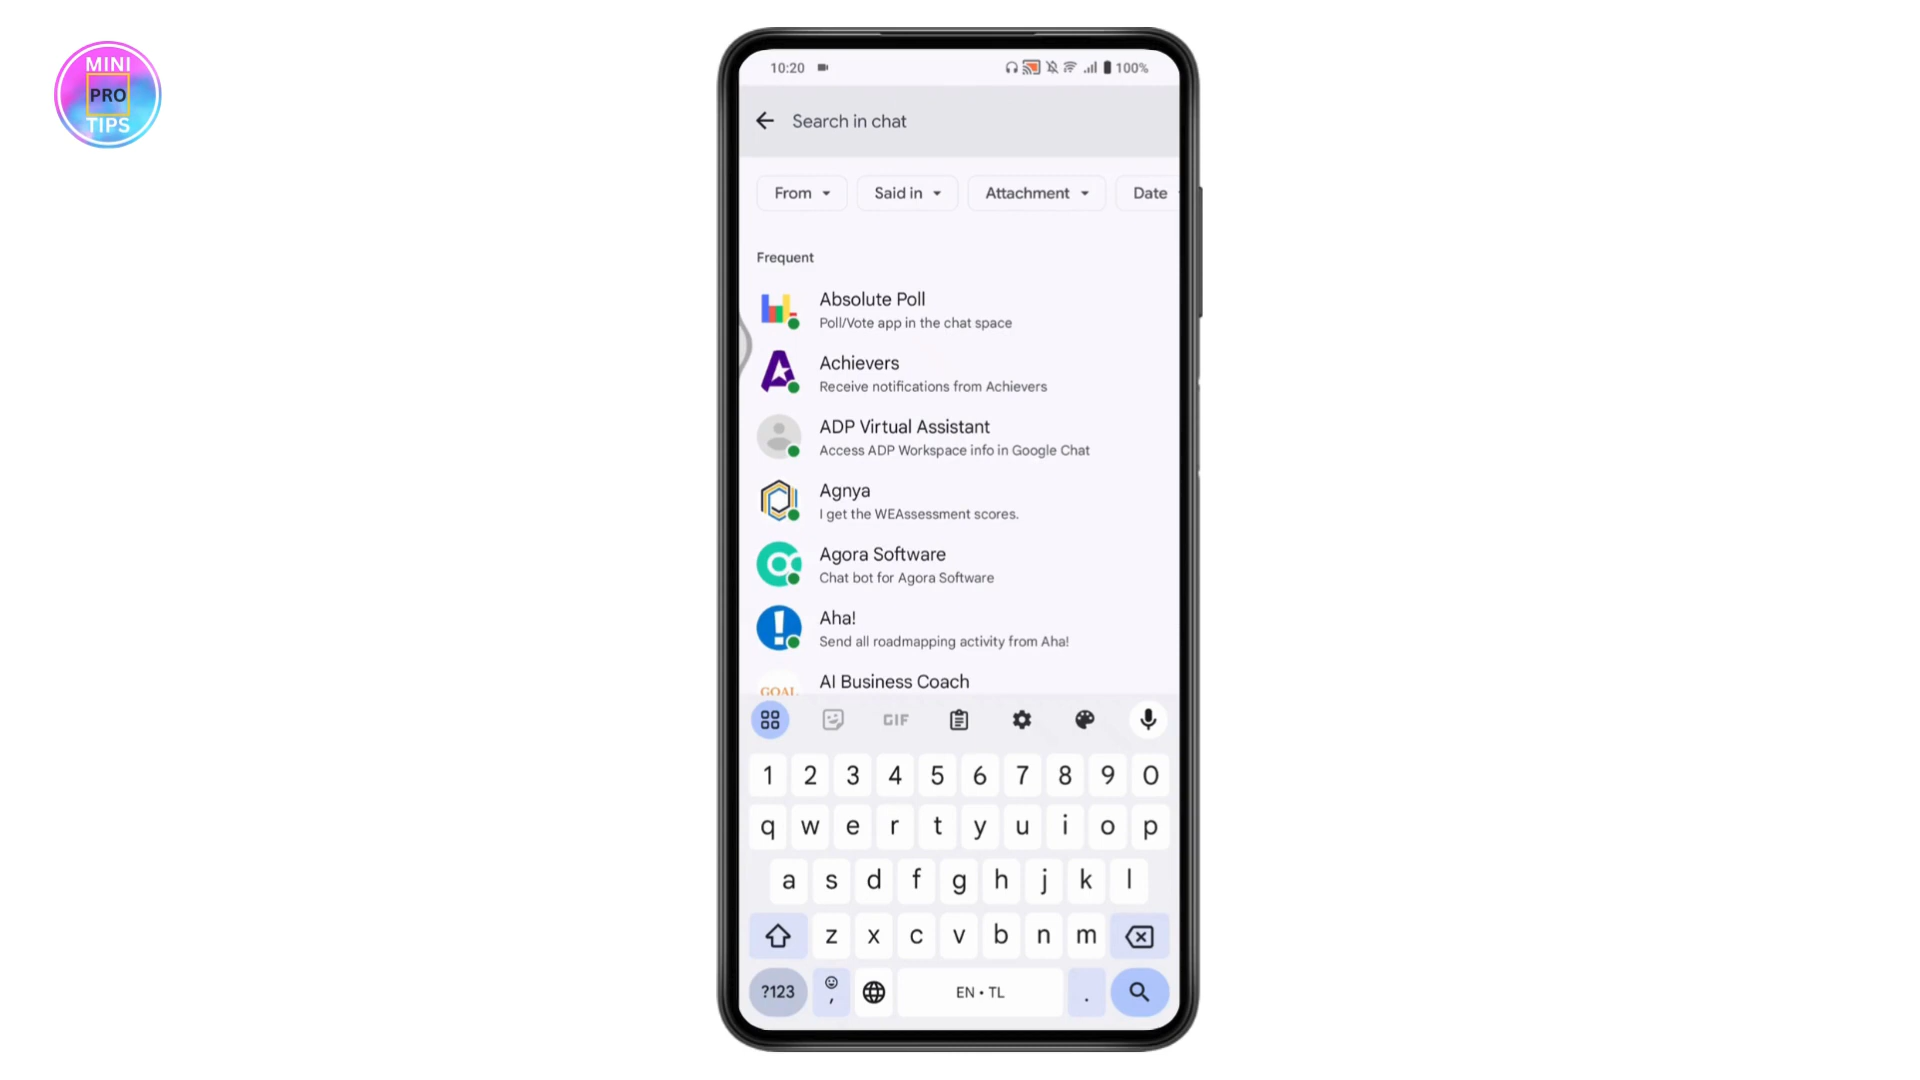 MINI
PRO
TIPS
10:20
100%
Search in chat
From
Said in
Attachment
Date
Frequent
Absolute Poll
Poll/Vote app in the chat space
Achievers
Receive notifications from Achievers
ADP Virtual Assistant
Access ADP Workspace info in Google Chat
Agnya
I get the WEAssessment scores.
Agora Software
Chat bot for Agora Software
Aha!
Send all roadmapping activity from Aha!
AI Business Coach
GOAL
GIF
1 2 3 4 5 6 7 8 9 0
q w e r t y u i o p
a s d f g h j k l
z x c v b n m
?123 , EN • TL .